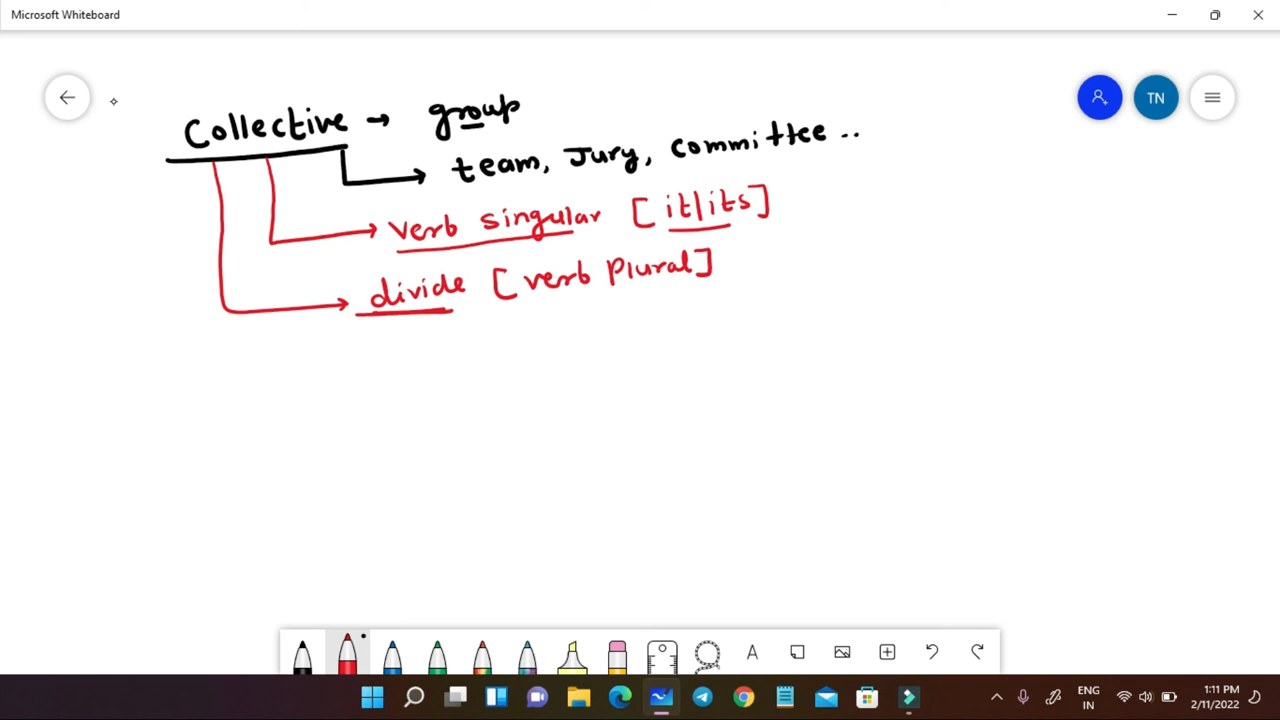 Microsoft Whiteboard
TN
Collective → group
team, Jury, committee ..
verb singular [it/its]
divide [verb plural]
A
ENG
IN
1:11 PM
2/11/2022